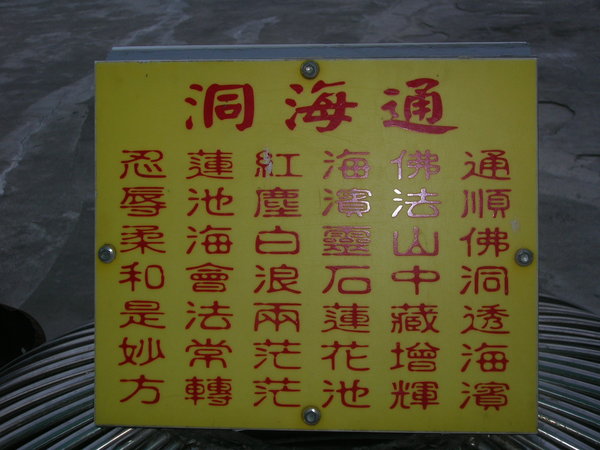 通海洞
通順佛洞透海濱
佛法山中藏增輝
海濱靈石蓮花池
紅塵白浪兩茫茫
蓮池海會法常轉
忍辱柔和是妙方